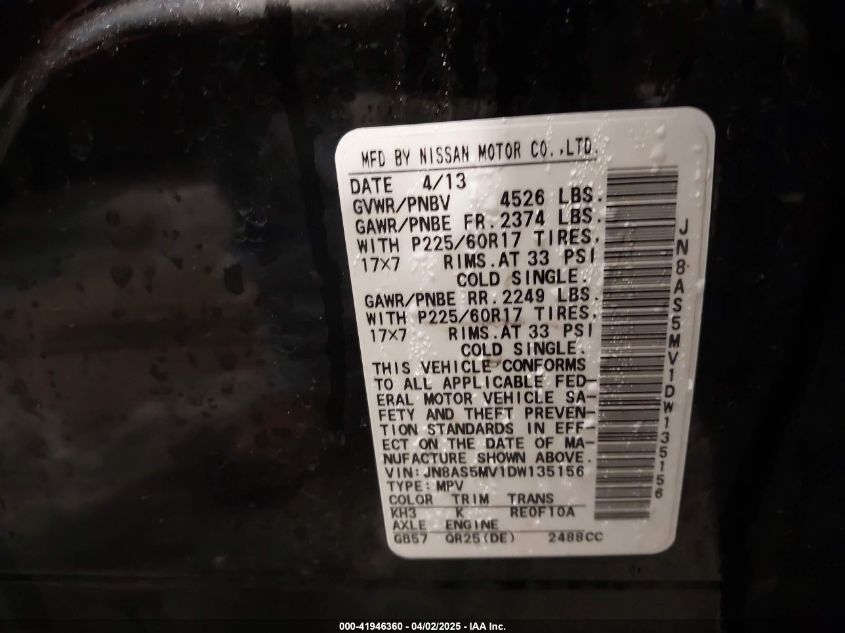 MFD BY NISSAN MOTOR CO.,LTD.
DATE 4/13
GVWR/PNBV 4526 LBS.
GAWR/PNBE FR. 2374 LBS.
WITH P225/60R17 TIRES,
17×7 RIMS.AT 33 PSI
COLD SINGLE.
GAWR/PNBE RR. 2249 LBS.
WITH P225/60R17 TIRES,
17×7 RIMS.AT 33 PSI
COLD SINGLE.
THIS VEHICLE CONFORMS
TO ALL APPLICABLE FED-
ERAL MOTOR VEHICLE SA-
FETY AND THEFT PREVEN-
TION STANDARDS IN EFF-
ECT ON THE DATE OF MA-
NUFACTURE SHOWN ABOVE.
VIN:JN8AS5MV1DW135156
TYPE:MPV
COLOR TRIM TRANS
KH3 K RE0F10A
AXLE ENGINE
GB57 QR25(DE) 2488CC
JN8AS5MV1DW135156
000-41946360 - 04/02/2025 - IAA Inc.